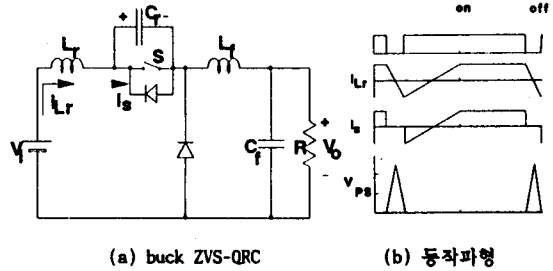 on off
+ Cr -
Lr S Lf
iLr Is
Vi
Cf R + Vo -
iLr
Is
VPS
(a) buck ZVS-QRC (b) 동작파형